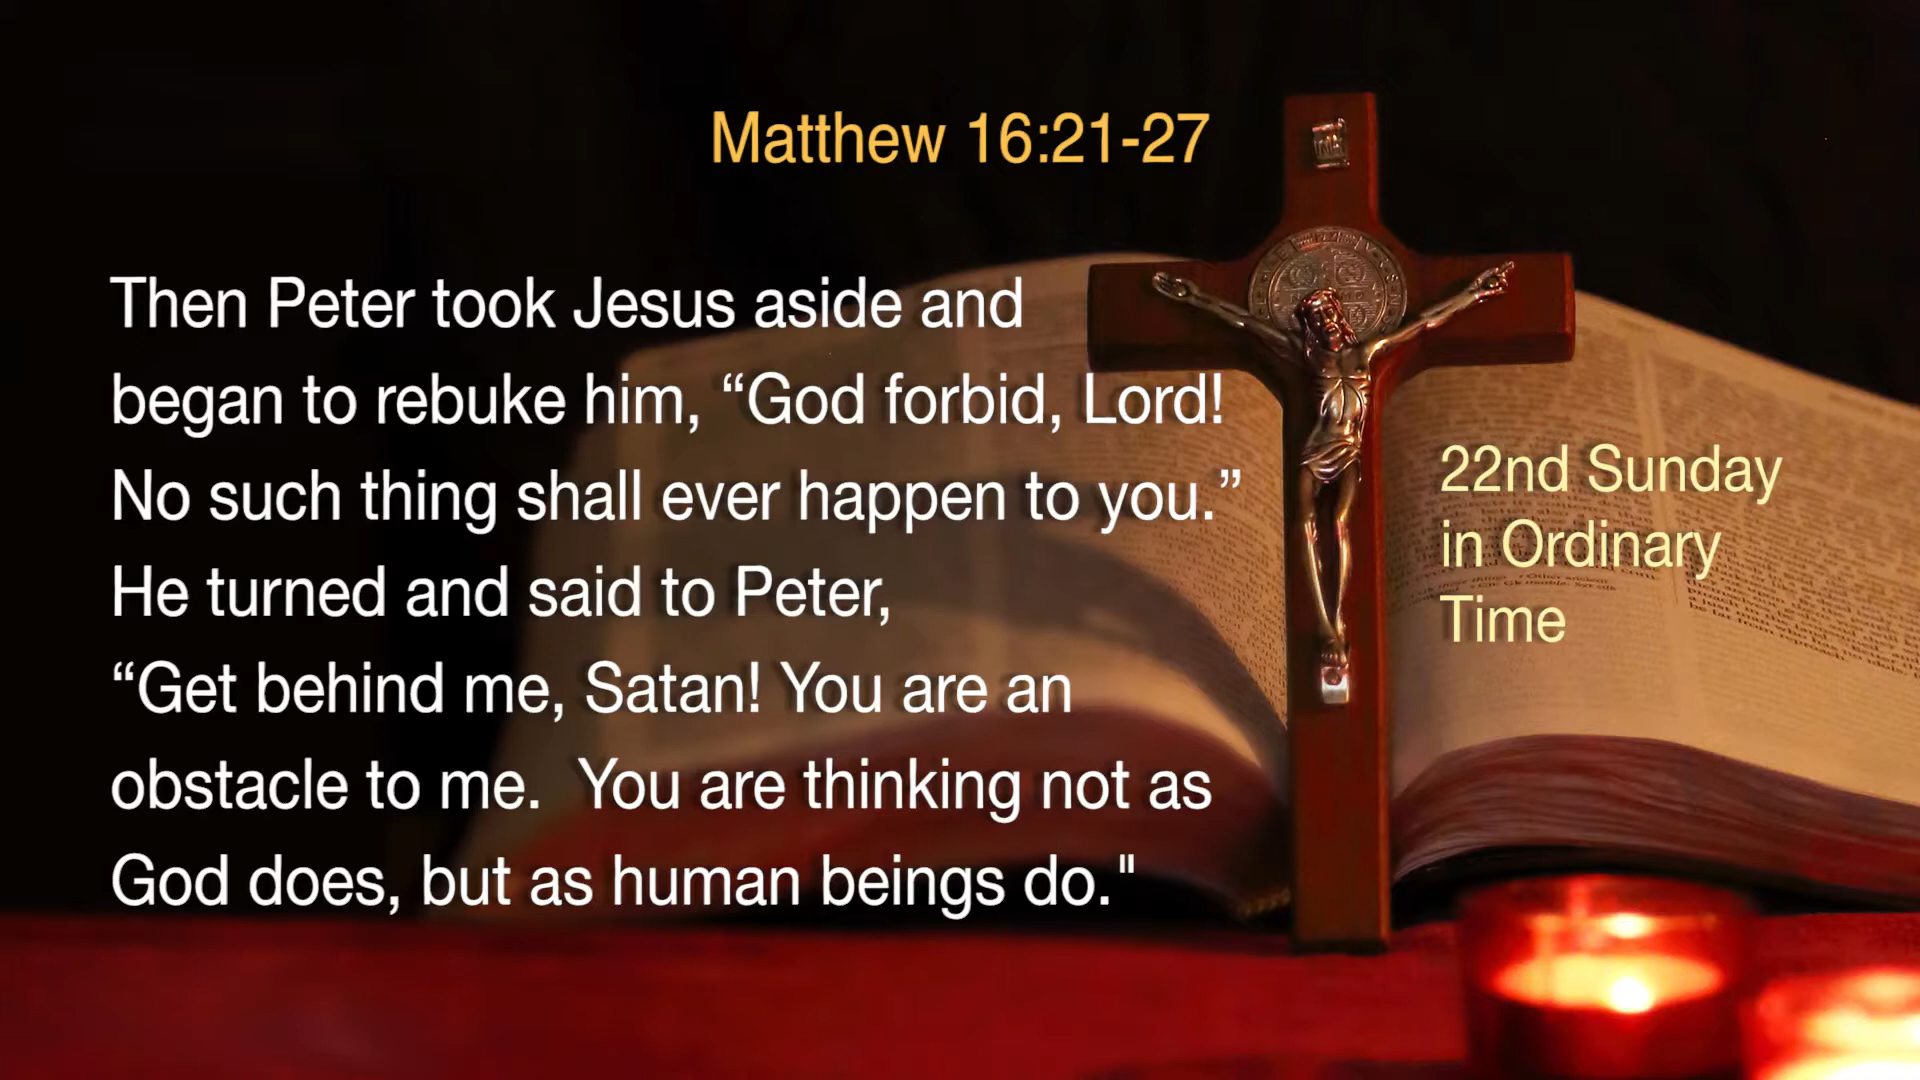 Matthew 16:21-27
Then Peter took Jesus aside and
began to rebuke him, “God forbid, Lord!
No such thing shall ever happen to you.”
He turned and said to Peter,
“Get behind me, Satan! You are an
obstacle to me.  You are thinking not as
God does, but as human beings do."
22nd Sunday
in Ordinary
Time